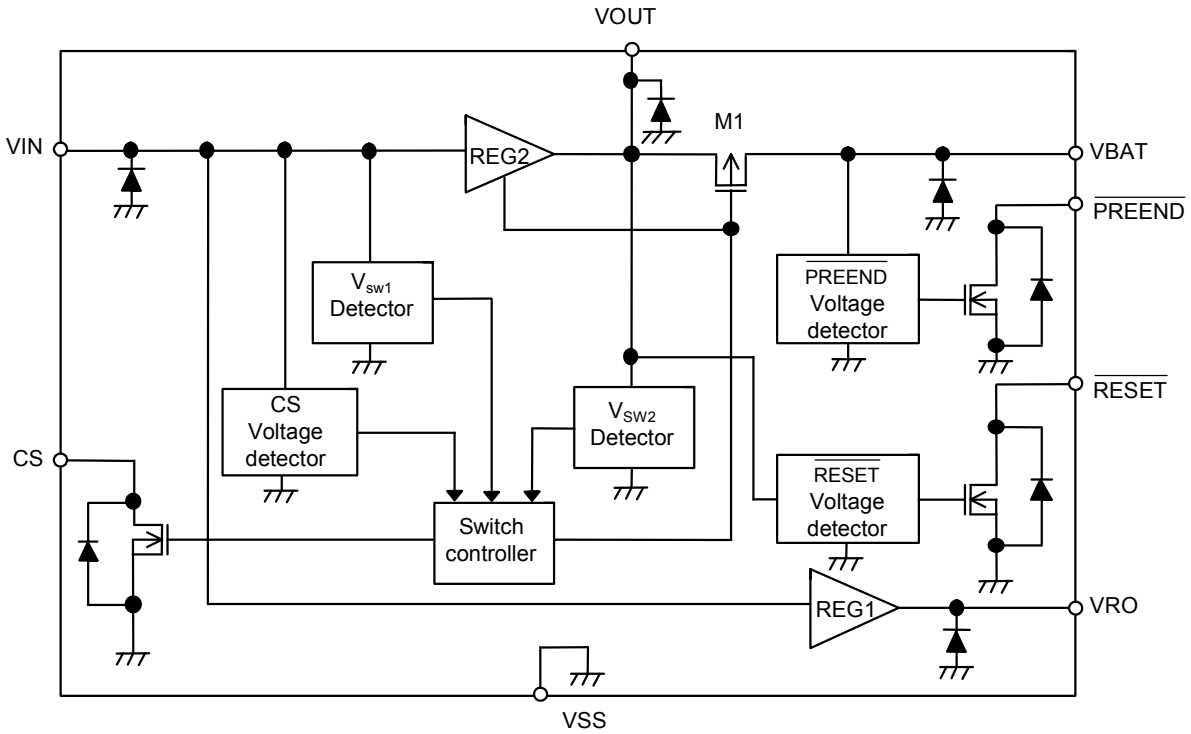 VOUT
M1
VIN
REG2
VBAT
PREEND
Vsw1
Detector
PREEND
Voltage
detector
RESET
CS
Voltage
detector
VSW2
Detector
CS
RESET
Voltage
detector
Switch
controller
REG1
VRO
VSS